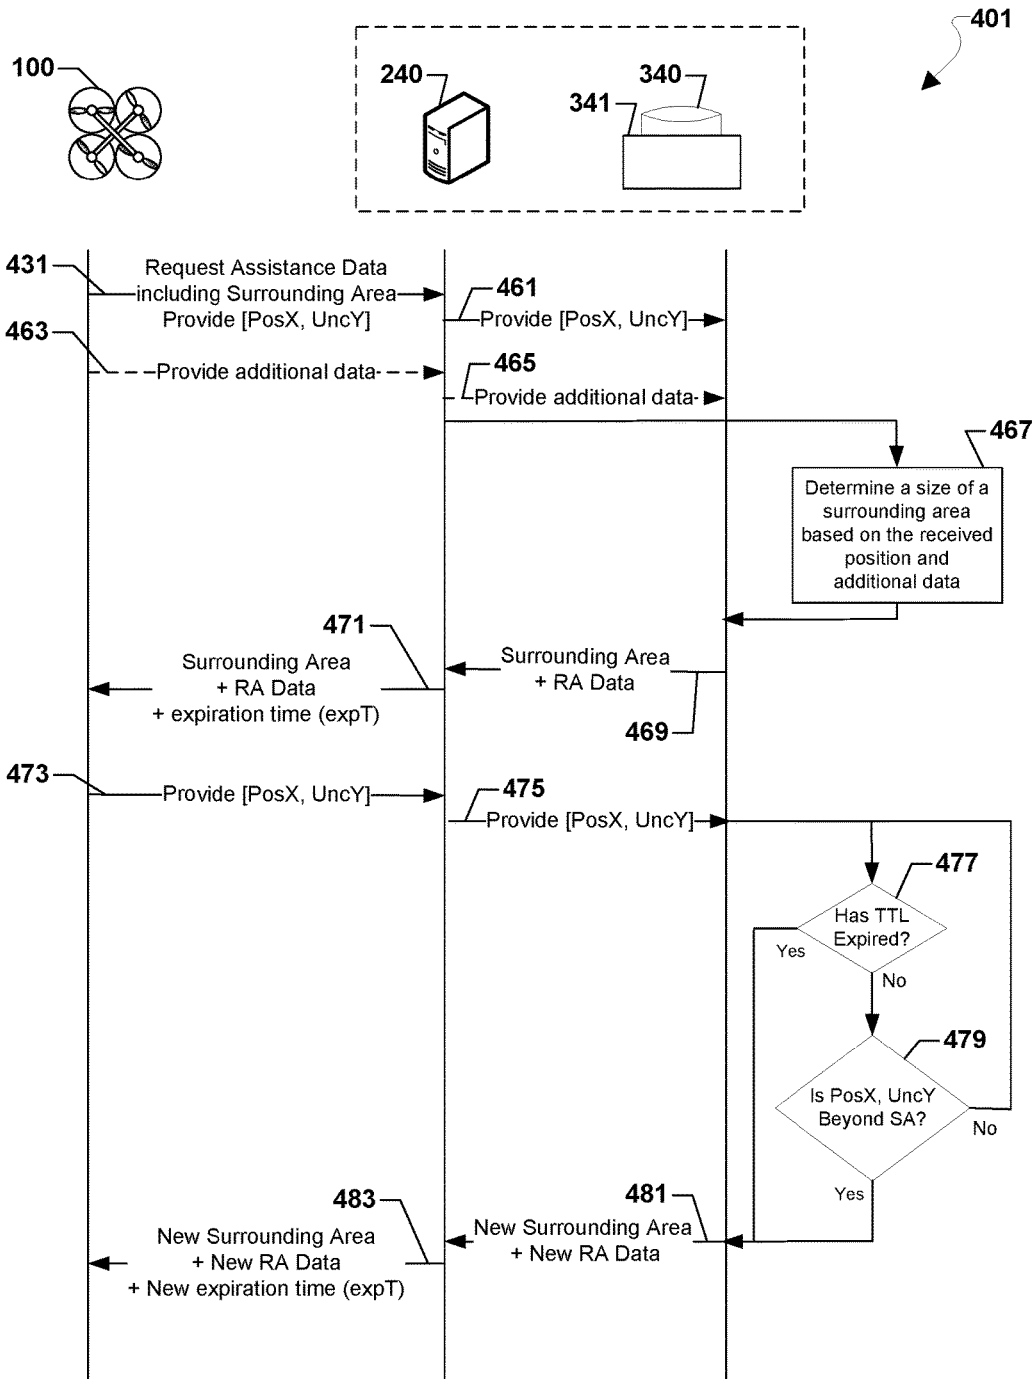 401
100
240
340
341
431
Request Assistance Data
including Surrounding Area
Provide [PosX, UncY]
461
Provide [PosX, UncY]
463
Provide additional data
465
Provide additional data
467
Determine a size of a
surrounding area
based on the received
position and
additional data
471
Surrounding Area
+ RA Data
+ expiration time (expT)
Surrounding Area
+ RA Data
469
473
Provide [PosX, UncY]
475
Provide [PosX, UncY]
477
Has TTL
Expired?
Yes
No
479
Is PosX, UncY
Beyond SA?
No
Yes
483
481
New Surrounding Area
+ New RA Data
New Surrounding Area
+ New RA Data
+ New expiration time (expT)